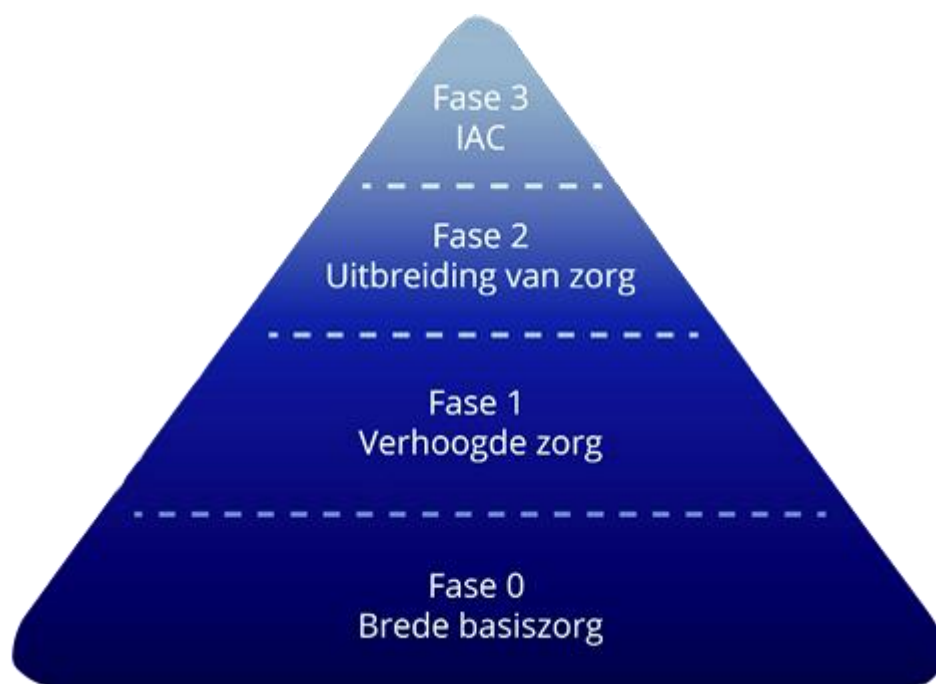 Fase 3
IAC
Fase 2
Uitbreiding van zorg
Fase 1
Verhoogde zorg
Fase 0
Brede basiszorg